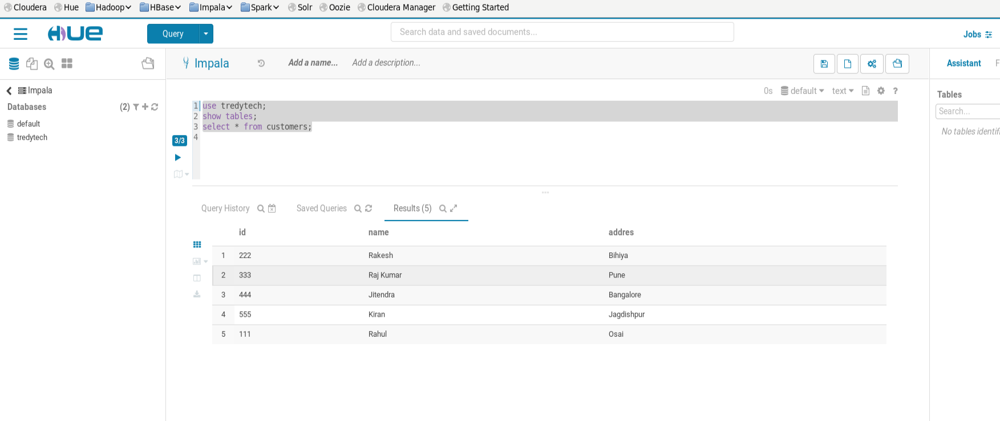 Cloudera Hue Hadoop HBase Impala Spark Solr Oozie Cloudera Manager Getting Started
HUE Query Search data and saved documents... Jobs
Impala Add a name... Add a description... Assistant F
Impala
0s default text ?
Databases (2)
default
tredytech
1 use tredytech;
2 show tables;
3 select * from customers;
4
3/3
Tables
Search...
No tables identifi
Query History Saved Queries Results (5)
id name addres
1 222 Rakesh Bihiya
2 333 Raj Kumar Pune
3 444 Jitendra Bangalore
4 555 Kiran Jagdishpur
5 111 Rahul Osai